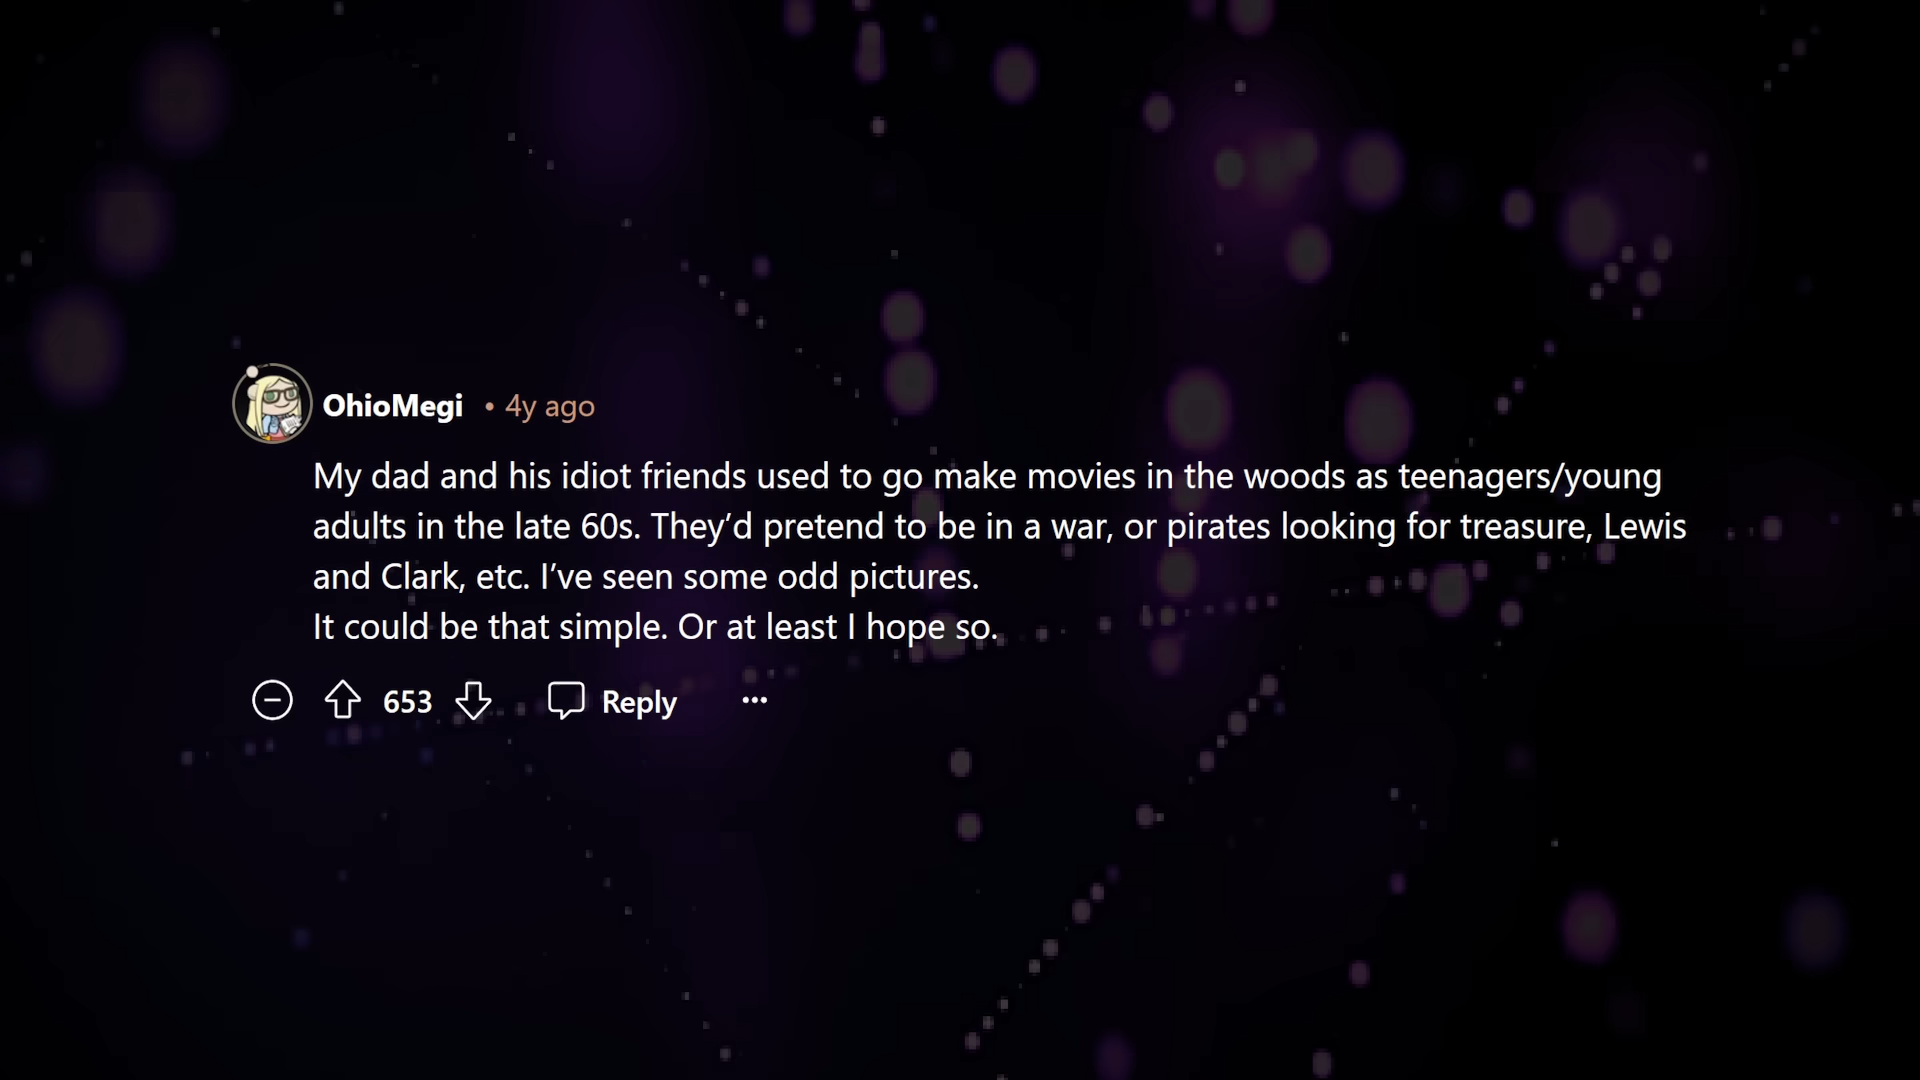 OhioMegi • 4y ago
My dad and his idiot friends used to go make movies in the woods as teenagers/young
adults in the late 60s. They’d pretend to be in a war, or pirates looking for treasure, Lewis
and Clark, etc. I’ve seen some odd pictures.
It could be that simple. Or at least I hope so.
653 Reply ...